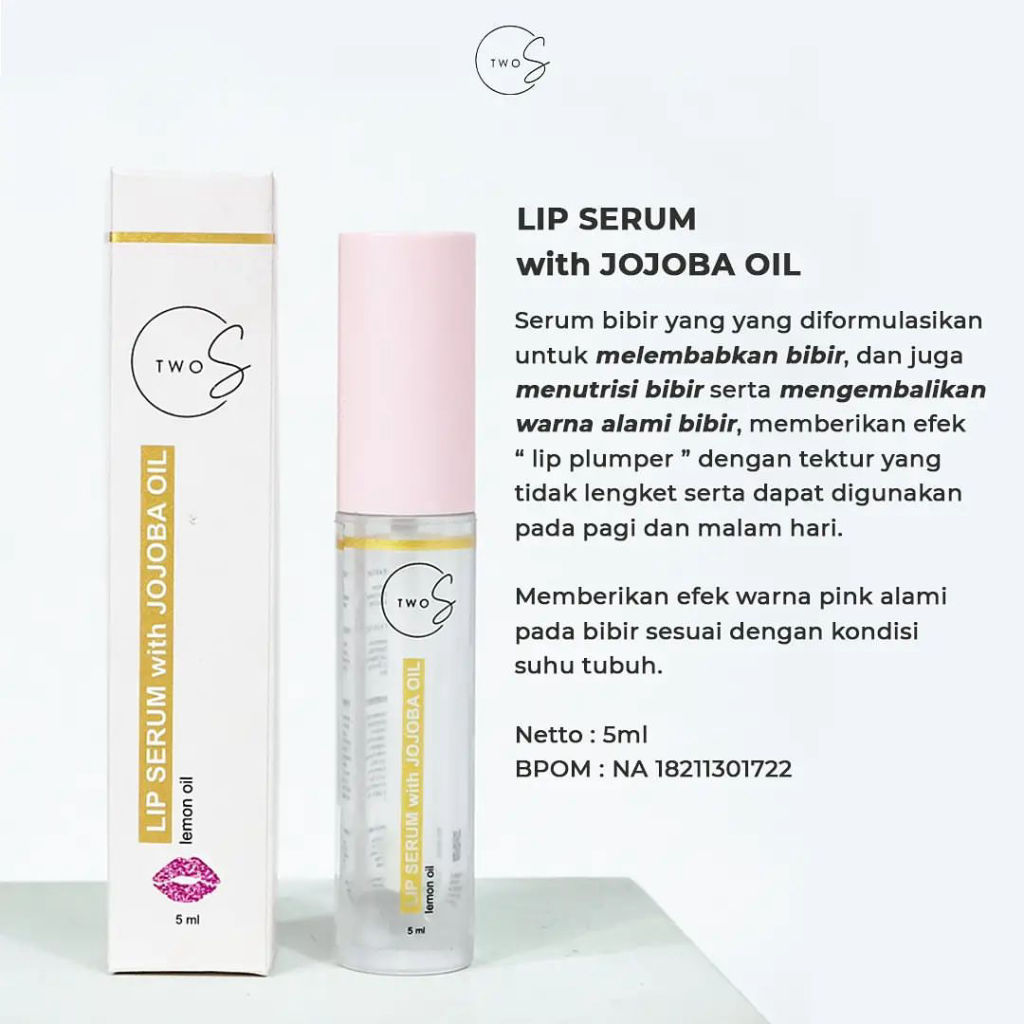 TWO S
LIP SERUM
with JOJOBA OIL
Serum bibir yang yang diformulasikan
untuk melembabkan bibir, dan juga
menutrisi bibir serta mengembalikan
warna alami bibir, memberikan efek
“ lip plumper ” dengan tektur yang
tidak lengket serta dapat digunakan
pada pagi dan malam hari.
Memberikan efek warna pink alami
pada bibir sesuai dengan kondisi
suhu tubuh.
Netto : 5ml
BPOM : NA 18211301722
TWO S
LIP SERUM with JOJOBA OIL
lemon oil
5 ml
TWO S
LIP SERUM with JOJOBA OIL
lemon oil
5 ml